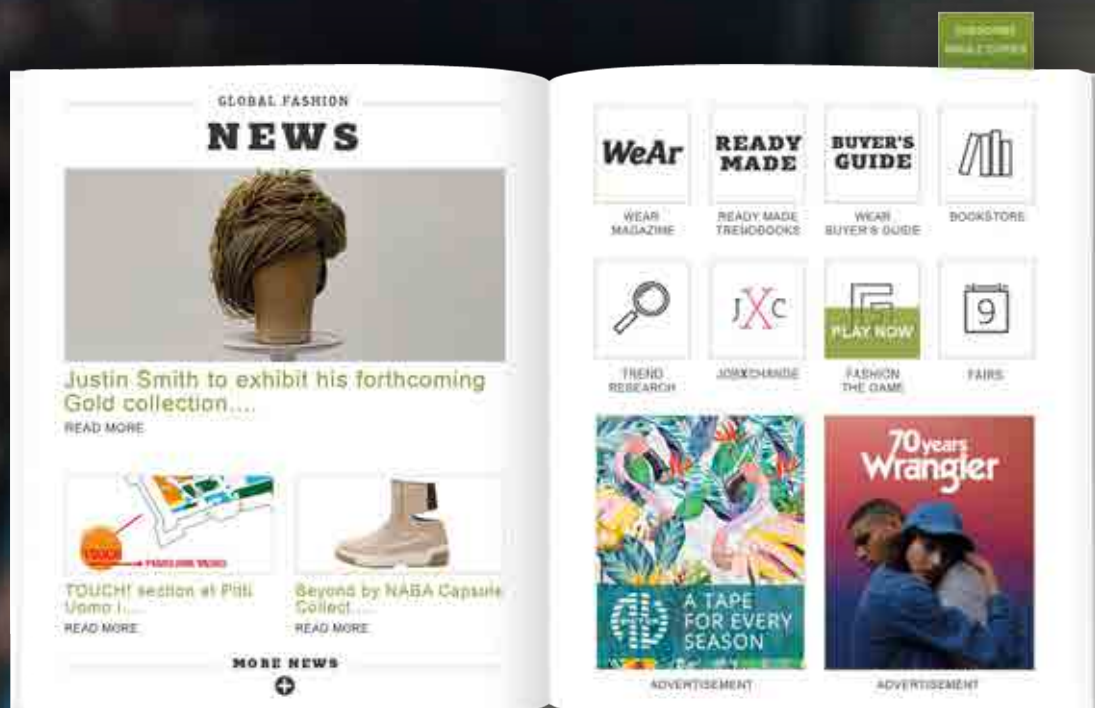 GLOBAL FASHION
NEWS
Justin Smith to exhibit his forthcoming
Gold collection....
READ MORE
TOUCH!
TOUCH! section at Pitti
Uomo i....
READ MORE
Beyond by NABA Capsule
Collect....
READ MORE
MORE NEWS
SUBSCRIBE
WeAr
WEAR
MAGAZINE
READY
MADE
READY MADE
TRENDBOOKS
BUYER'S
GUIDE
WEAR
BUYER'S GUIDE
BOOKSTORE
TREND
RESEARCH
JXC
JOBXCHANGE
PLAY NOW
FASHION
THE GAME
9
FAIRS
A TAPE
FOR EVERY
SEASON
ADVERTISEMENT
70 years
Wrangler
ADVERTISEMENT